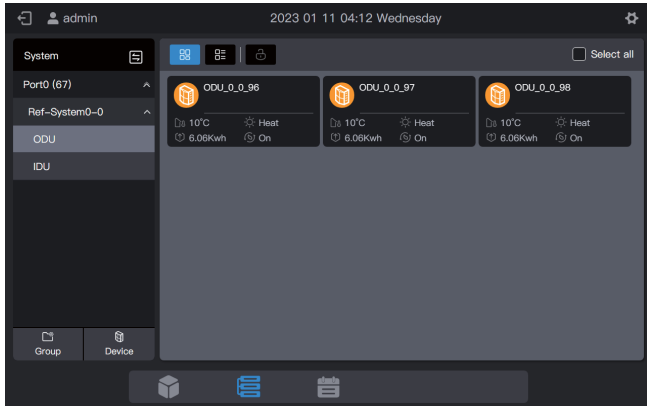 admin
2023 01 11 04:12 Wednesday
System
Select all
Port0 (67)
Ref-System0-0
ODU
IDU
ODU_0_0_96
10°C Heat
6.06Kwh On
ODU_0_0_97
10°C Heat
6.06Kwh On
ODU_0_0_98
10°C Heat
6.06Kwh On
Group
Device